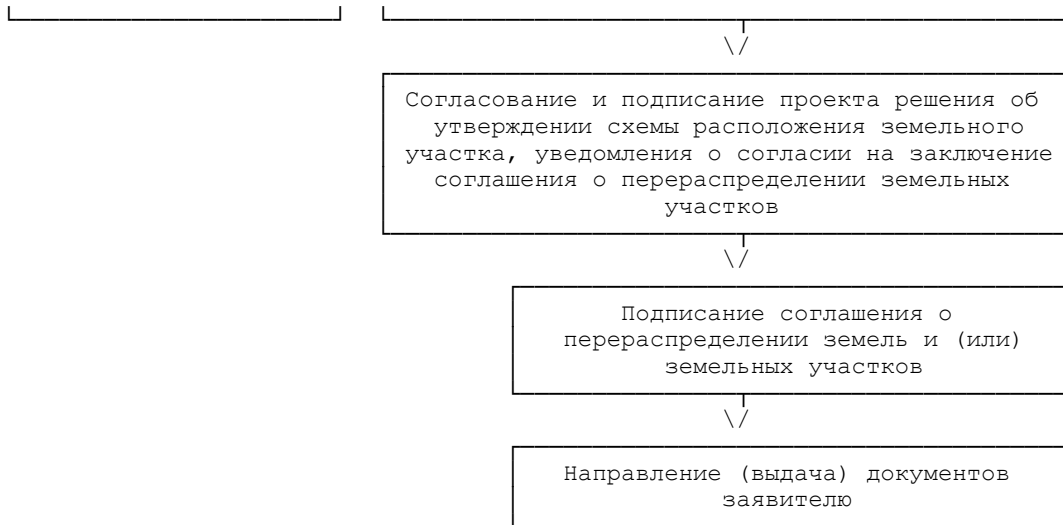 Согласование и подписание проекта решения об
утверждении схемы расположения земельного
участка, уведомления о согласии на заключение
соглашения о перераспределении земельных
участков
Подписание соглашения о
перераспределении земель и (или)
земельных участков
Направление (выдача) документов
заявителю